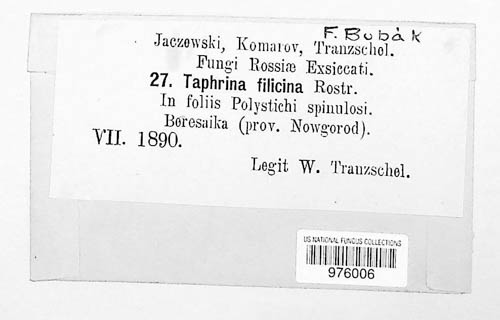 F. Bubák
Jaczewski, Komarov, Tranzschel.
Fungi Rossiæ Exsiccati.
27. Taphrina filicina Rostr.
In foliis Polystichi spinulosi.
Boresaika (prov. Nowgorod).
VII. 1890.
Legit W. Tranzschel.
US NATIONAL FUNGUS COLLECTIONS
976006